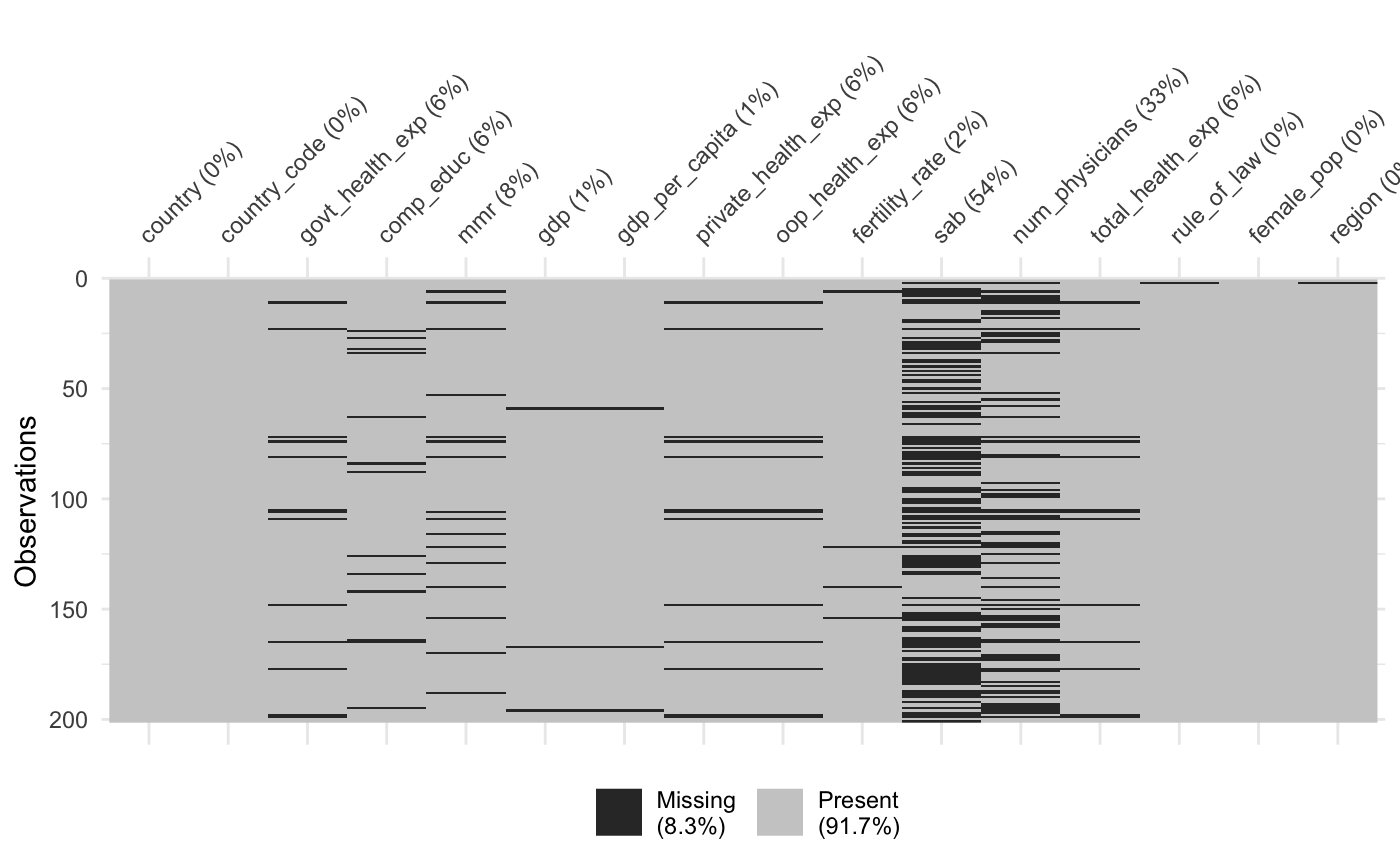 country (0%)
country_code (0%)
govt_health_exp (6%)
comp_educ (6%)
mmr (8%)
gdp (1%)
gdp_per_capita (1%)
private_health_exp (6%)
oop_health_exp (6%)
fertility_rate (2%)
sab (54%)
num_physicians (33%)
total_health_exp (6%)
rule_of_law (0%)
female_pop (0%)
region (0%
0
50
100
150
200
Observations
Missing
(8.3%)
Present
(91.7%)